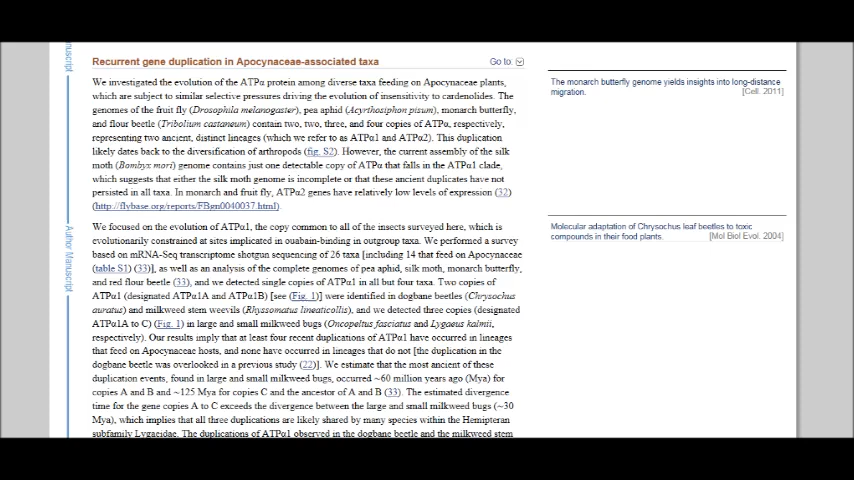 Recurrent gene duplication in Apocynaceae-associated taxa
Go to:
We investigated the evolution of the ATPα protein among diverse taxa feeding on Apocynaceae plants,
which are subject to similar selective pressures driving the evolution of insensitivity to cardenolides. The
genomes of the fruit fly (Drosophila melanogaster), pea aphid (Acyrthosiphon pisum), monarch butterfly,
and flour beetle (Tribolium castaneum) contain two, two, three, and four copies of ATPα, respectively,
representing two ancient, distinct lineages (which we refer to as ATPα1 and ATPα2). This duplication
likely dates back to the diversification of arthropods (fig. S2). However, the current assembly of the silk
moth (Bombyx mori) genome contains just one detectable copy of ATPα that falls in the ATPα1 clade,
which suggests that either the silk moth genome is incomplete or that these ancient duplicates have not
persisted in all taxa. In monarch and fruit fly, ATPα2 genes have relatively low levels of expression (32)
(http://flybase.org/reports/FBgn0040037.html).
We focused on the evolution of ATPα1, the copy common to all of the insects surveyed here, which is
evolutionarily constrained at sites implicated in ouabain-binding in outgroup taxa. We performed a survey
based on mRNA-Seq transcriptome shotgun sequencing of 26 taxa [including 14 that feed on Apocynaceae
(table S1) (33)], as well as an analysis of the complete genomes of pea aphid, silk moth, monarch butterfly,
and red flour beetle (33), and we detected single copies of ATPα1 in all but four taxa. Two copies of
ATPα1 (designated ATPα1A and ATPα1B) [see (Fig. 1)] were identified in dogbane beetles (Chrysochus
auratus) and milkweed stem weevils (Rhyssomatus lineaticollis), and we detected three copies (designated
ATPα1A to C) (Fig. 1) in large and small milkweed bugs (Oncopeltus fasciatus and Lygaeus kalmii,
respectively). Our results imply that at least four recent duplications of ATPα1 have occurred in lineages
that feed on Apocynaceae hosts, and none have occurred in lineages that do not [the duplication in the
dogbane beetle was overlooked in a previous study (22)]. We estimate that the most ancient of these
duplication events, found in large and small milkweed bugs, occurred ~60 million years ago (Mya) for
copies A and B and ~125 Mya for copies C and the ancestor of A and B (33). The estimated divergence
time for the gene copies A to C exceeds the divergence between the large and small milkweed bugs (~30
Mya), which implies that all three duplications are likely shared by many species within the Hemipteran
subfamily Lygaeidae. The duplications of ATPα1 observed in the dogbane beetle and the milkweed stem
The monarch butterfly genome yields insights into long-distance
migration. [Cell. 2011]
Molecular adaptation of Chrysochus leaf beetles to toxic
compounds in their food plants. [Mol Biol Evol. 2004]
nuscript
Author Manuscript